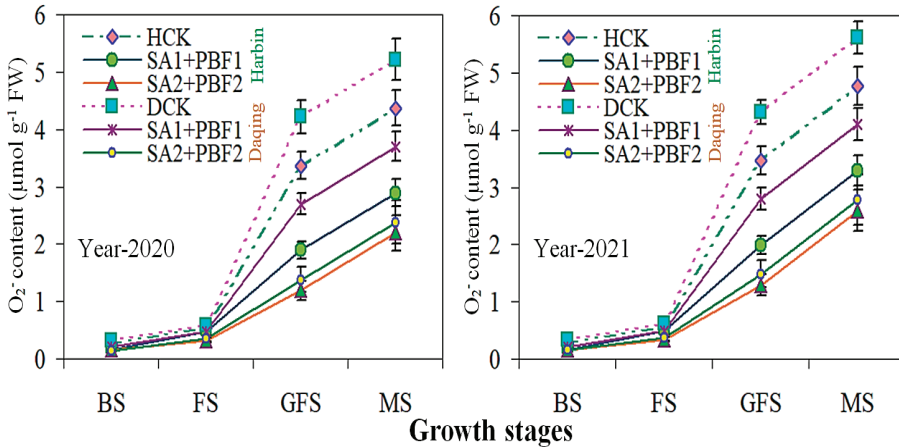 O₂⁻ content (µmol g⁻¹ FW)
6
5
4
3
2
1
0
HCK
SA1+PBF1
SA2+PBF2
Harbin
DCK
SA1+PBF1
SA2+PBF2
Daqing
Year-2020
BS FS GFS MS
O₂⁻ content (µmol g⁻¹ FW)
6
5
4
3
2
1
0
HCK
SA1+PBF1
SA2+PBF2
Harbin
DCK
SA1+PBF1
SA2+PBF2
Daqing
Year-2021
BS FS GFS MS
Growth stages